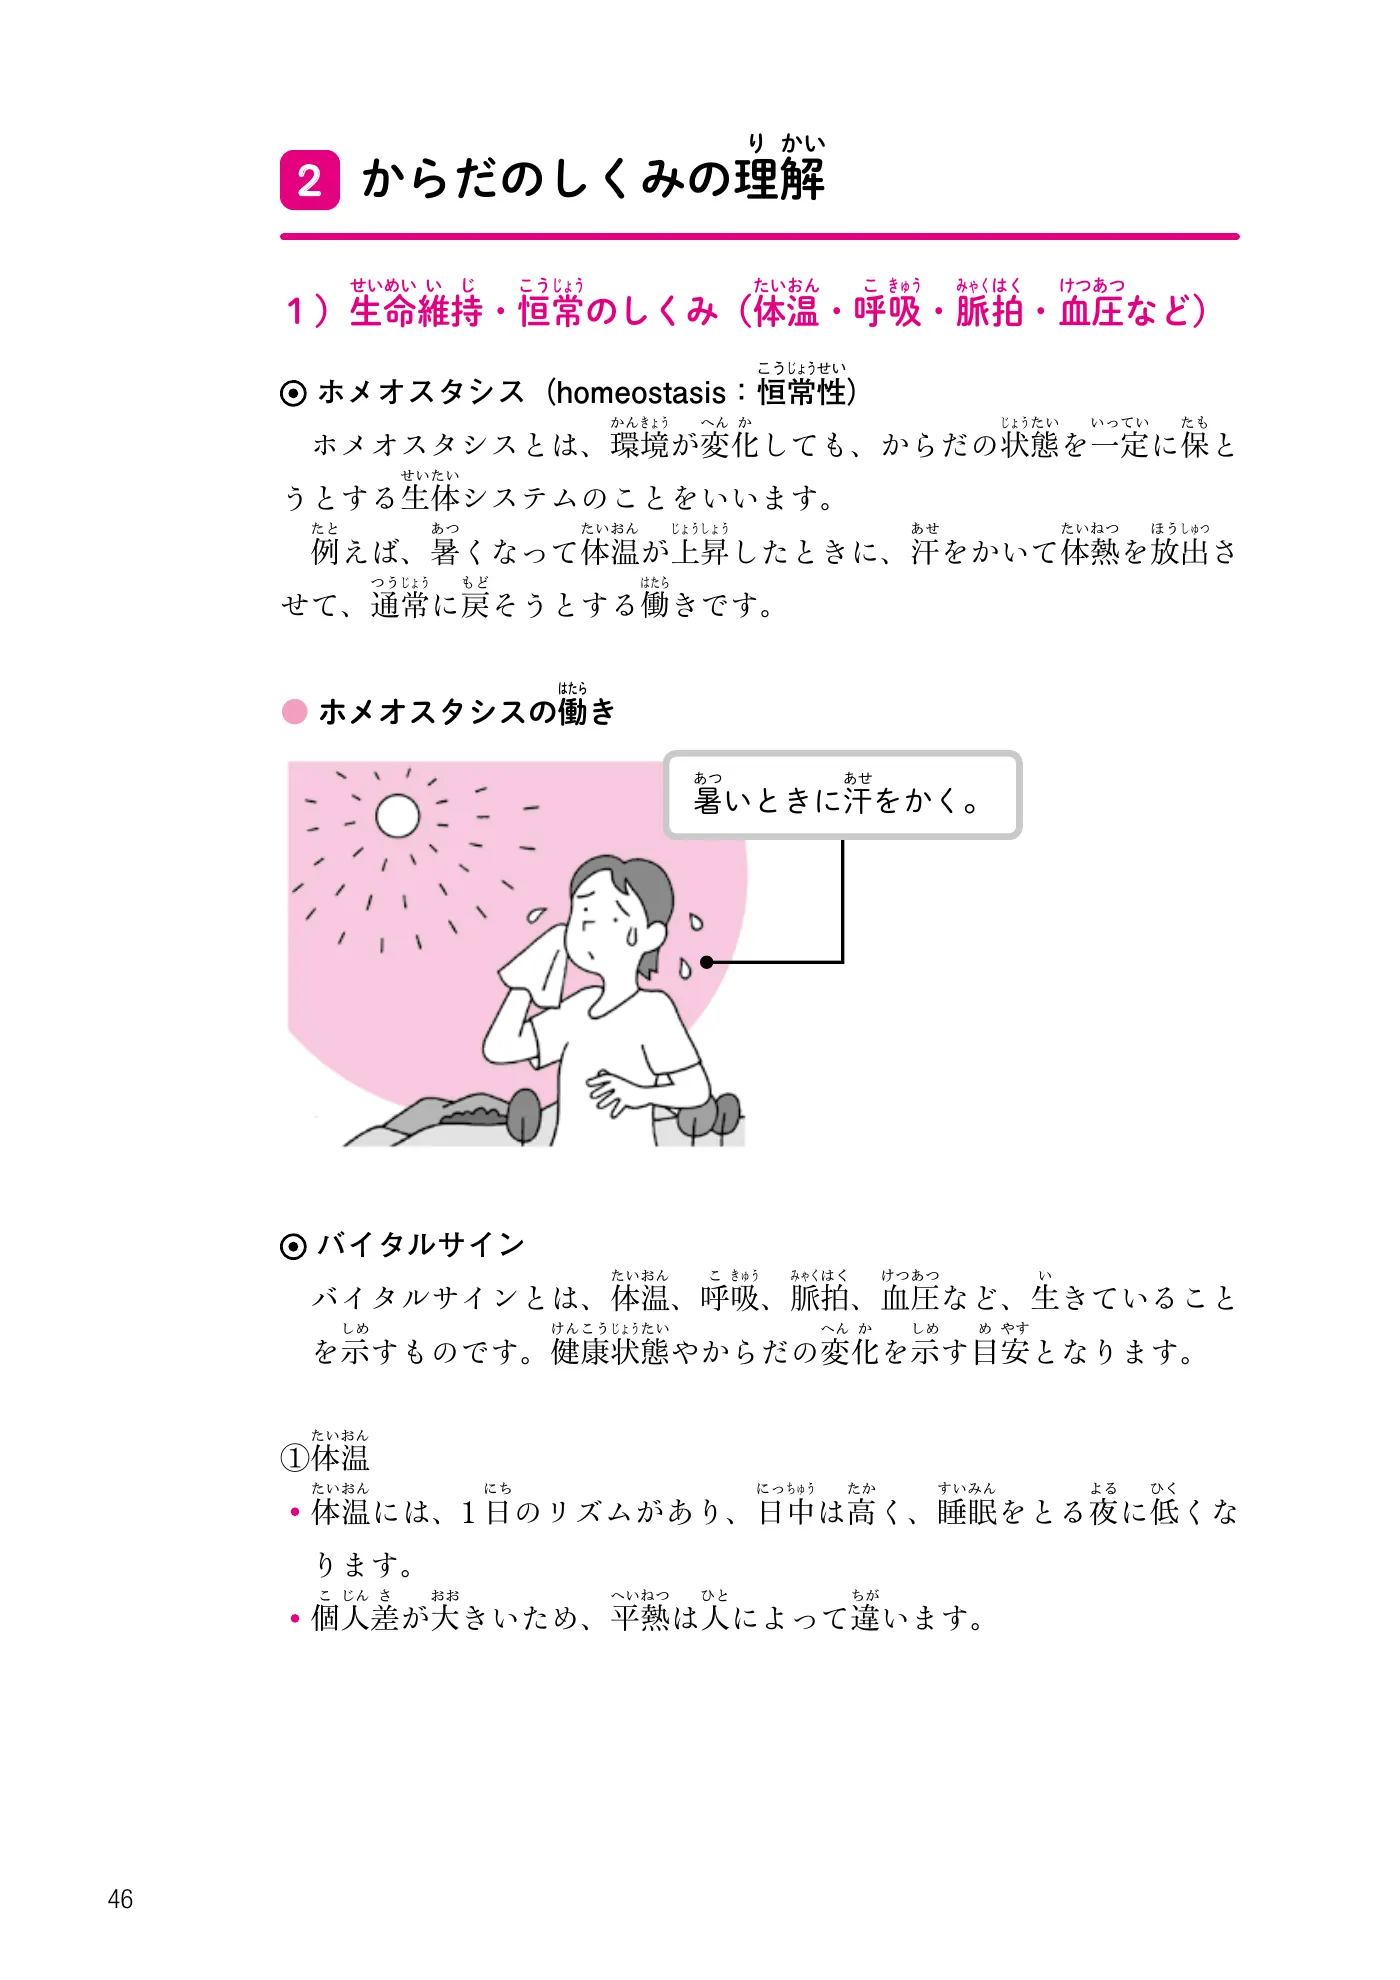 2 からだのしくみの理解
1）生命維持・恒常のしくみ（体温・呼吸・脈拍・血圧など）
ホメオスタシス（homeostasis：恒常性）
ホメオスタシスとは、環境が変化しても、からだの状態を一定に保と
うとする生体システムのことをいいます。
例えば、暑くなって体温が上昇したときに、汗をかいて体熱を放出さ
せて、通常に戻そうとする働きです。
● ホメオスタシスの働き
暑いときに汗をかく。
バイタルサイン
バイタルサインとは、体温、呼吸、脈拍、血圧など、生きていること
を示すものです。健康状態やからだの変化を示す目安となります。
①体温
・体温には、1日のリズムがあり、日中は高く、睡眠をとる夜に低くな
ります。
・個人差が大きいため、平熱は人によって違います。
46